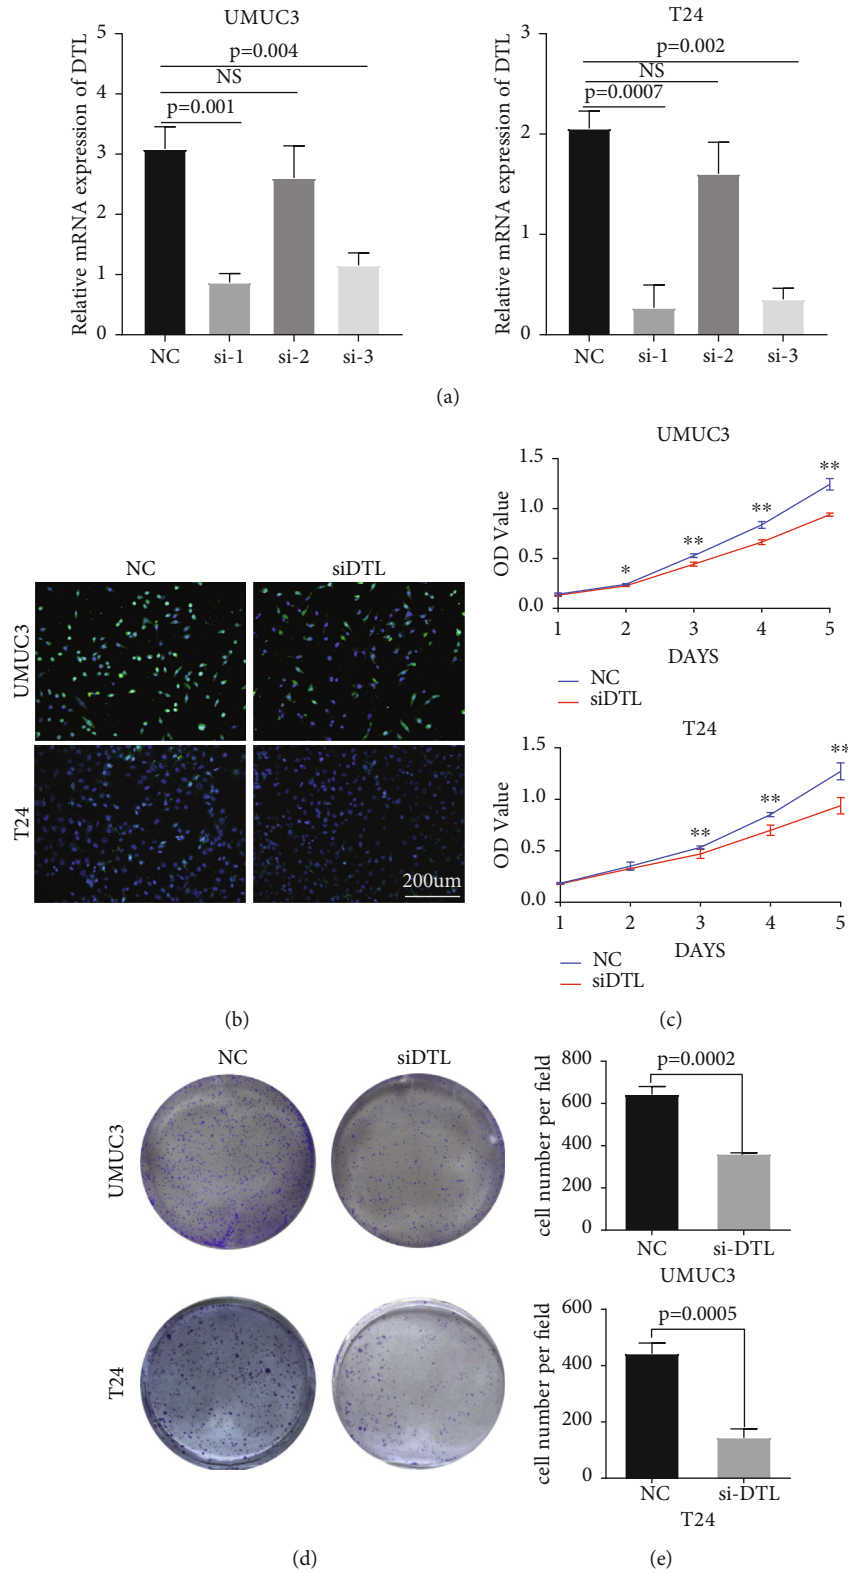 UMUC3
Relative mRNA expression of DTL
5
4
3
2
1
0
p=0.004
NS
p=0.001
NC si-1 si-2 si-3
T24
Relative mRNA expression of DTL
3
2
1
0
p=0.002
NS
p=0.0007
NC si-1 si-2 si-3
(a)
NC siDTL
UMUC3
T24
200um
(b)
UMUC3
OD Value
1.5
1.0
0.5
0.0
* ** ** **
1 2 3 4 5
DAYS
NC
siDTL
T24
OD Value
1.5
1.0
0.5
0.0
** ** **
1 2 3 4 5
DAYS
NC
siDTL
(c)
NC siDTL
UMUC3
T24
(d)
cell number per field
800
600
400
200
0
p=0.0002
NC si-DTL
UMUC3
cell number per field
600
400
200
0
p=0.0005
NC si-DTL
T24
(e)